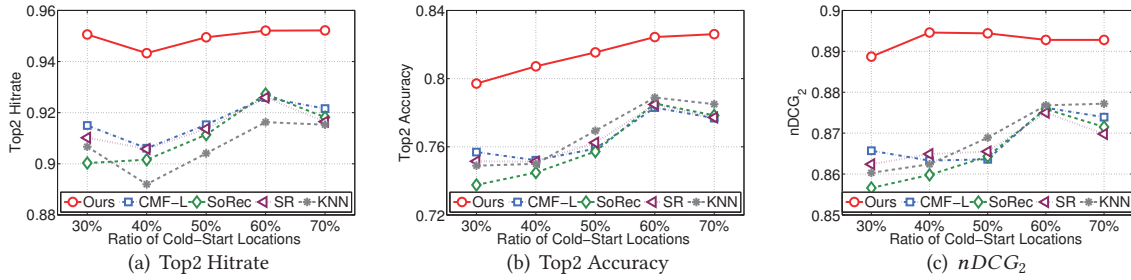 0.96
0.94
0.92
0.9
0.88
Top2 Hitrate
Ours CMF-L SoRec SR KNN
30% 40% 50% 60% 70%
Ratio of Cold-Start Locations
(a) Top2 Hitrate
0.84
0.8
0.76
0.72
Top2 Accuracy
Ours CMF-L SoRec SR KNN
30% 40% 50% 60% 70%
Ratio of Cold-Start Locations
(b) Top2 Accuracy
0.9
0.89
0.88
0.87
0.86
0.85
nDCG2
Ours CMF-L SoRec SR KNN
30% 40% 50% 60% 70%
Ratio of Cold-Start Locations
(c) nDCG2